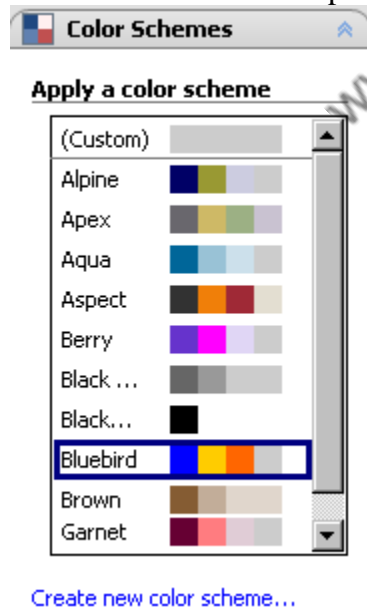 Color Schemes
Apply a color scheme
(Custom)
Alpine
Apex
Aqua
Aspect
Berry
Black ...
Black...
Bluebird
Brown
Garnet
Create new color scheme...